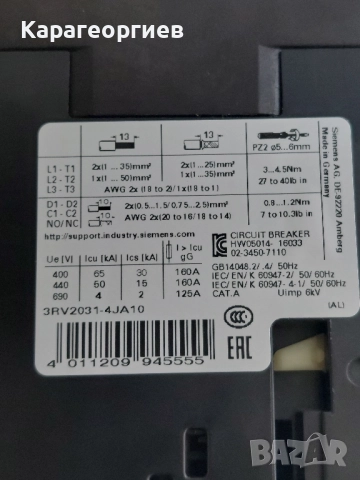 Карагеоргиев
13
13
PZ2 ø5...6mm
L1 - T1
L2 - T2
L3 - T3
2x(1 ... 35)mm²
1x(1 ... 50)mm²
2x(1...25)mm²
1x(1...35)mm²
AWG 2x (18 to 2)/1x(18 to 1)
3...4.5Nm
27 to 40lb in
D1 - D2
C1 - C2
NO/NC
10
10
2x(0.5...1.5/0.75...2.5)mm²
AWG 2x(20 to 16/18 to 14)
0.8...1.2Nm
7 to 10.3lb in
Siemens AG, DE 92220 Amberg
Made in Germany
http://support.industry.siemens.com
CIRCUIT BREAKER
HW05014- 16033
02-3450-7110
Ue [V]
Icu [kA]
Ics [kA]
I > Icu
gG
400 65 30 160A
440 50 15 160A
690 4 2 125A
GB14048.2/ .4/ 50Hz
IEC/ EN/ K 60947-2/ 50/ 60Hz
IEC/ EN/ K 60947-4-1/ 50/ 60Hz
CAT.A Uimp 6kV
3RV2031-4JA10
(AL)
CCC
EAC
4 011209 945555
BAZAR